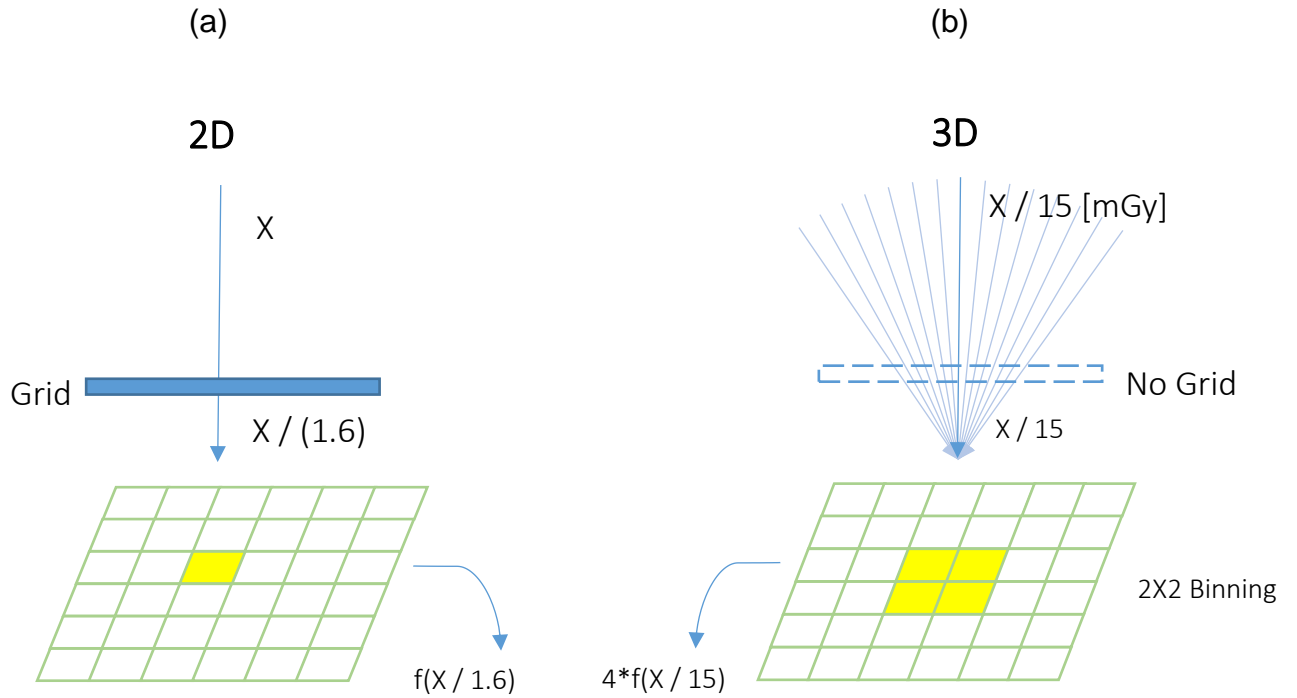 (a)
2D
X
Grid
X / (1.6)
f(X / 1.6)
(b)
3D
X / 15 [mGy]
No Grid
X / 15
2X2 Binning
4*f(X / 15)